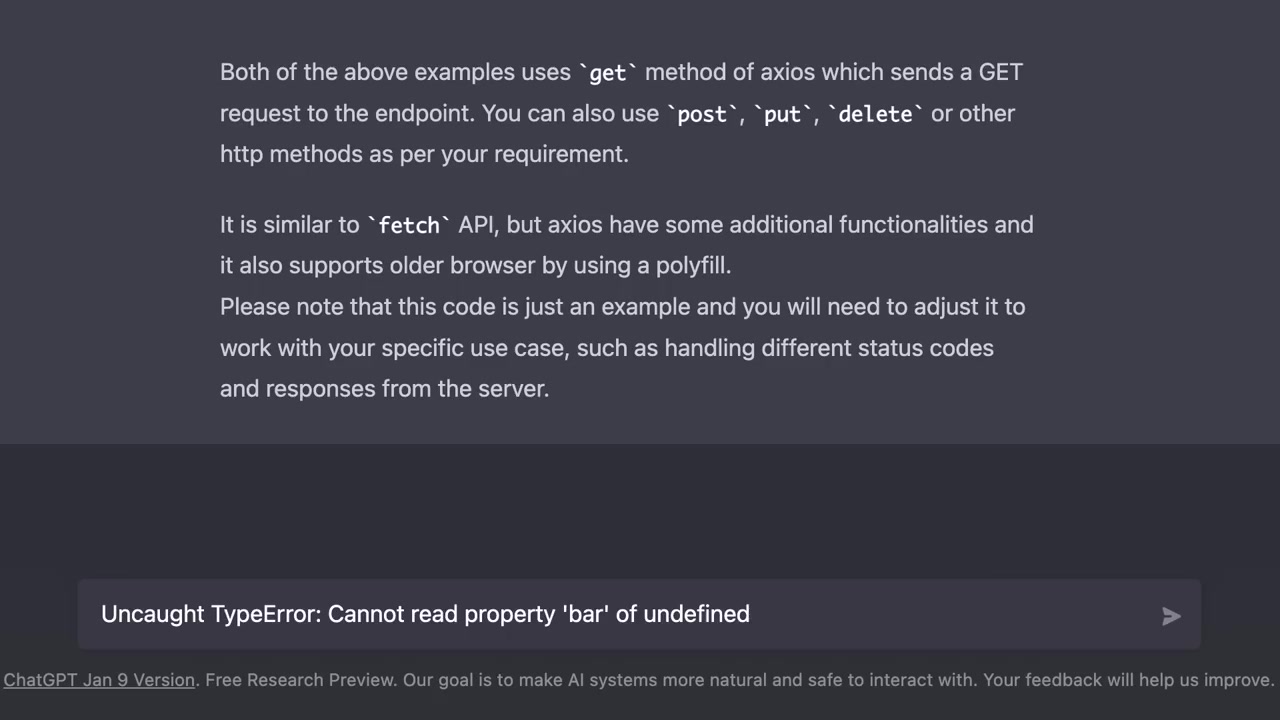 Both of the above examples uses `get` method of axios which sends a GET
request to the endpoint. You can also use `post`, `put`, `delete` or other
http methods as per your requirement.
It is similar to `fetch` API, but axios have some additional functionalities and
it also supports older browser by using a polyfill.
Please note that this code is just an example and you will need to adjust it to
work with your specific use case, such as handling different status codes
and responses from the server.
Uncaught TypeError: Cannot read property 'bar' of undefined
ChatGPT Jan 9 Version. Free Research Preview. Our goal is to make AI systems more natural and safe to interact with. Your feedback will help us improve.